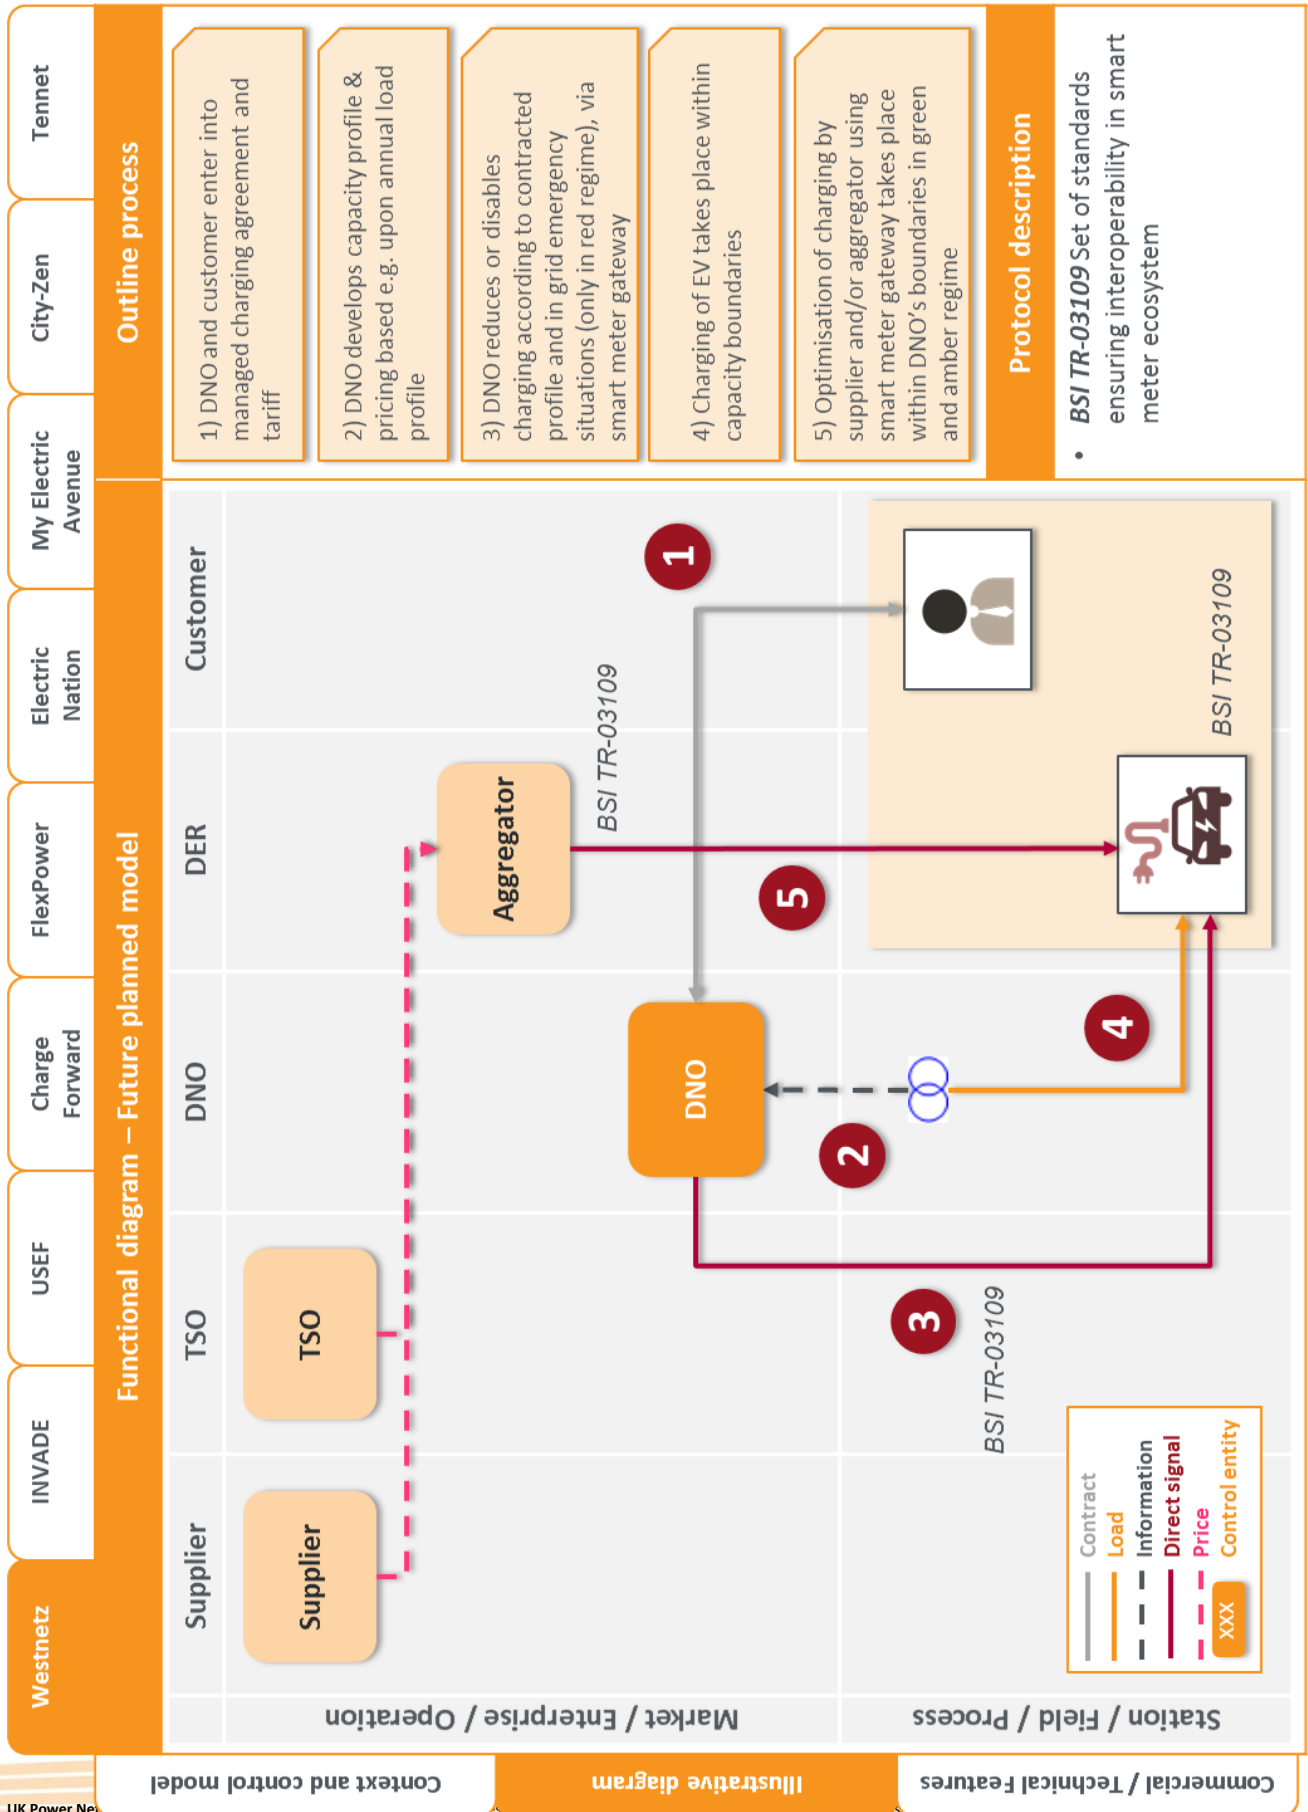 Westnetz
INVADE
USEF
Charge
Forward
FlexPower
Electric
Nation
My Electric
Avenue
City-Zen
Tennet
Functional diagram – Future planned model
Outline process
Supplier
TSO
DNO
DER
Customer
Supplier
TSO
Aggregator
DNO
BSI TR-03109
1
2
3
4
5
BSI TR-03109
BSI TR-03109
Contract
Load
Information
Direct signal
Price
XXX
Control entity
Market / Enterprise / Operation
Station / Field / Process
1) DNO and customer enter into
managed charging agreement and
tariff
2) DNO develops capacity profile &
pricing based e.g. upon annual load
profile
3) DNO reduces or disables
charging according to contracted
profile and in grid emergency
situations (only in red regime), via
smart meter gateway
4) Charging of EV takes place within
capacity boundaries
5) Optimisation of charging by
supplier and/or aggregator using
smart meter gateway takes place
within DNO's boundaries in green
and amber regime
Protocol description
• BSI TR-03109 Set of standards
ensuring interoperability in smart
meter ecosystem
Context and control model
Illustrative diagram
Commercial / Technical Features
UK Power